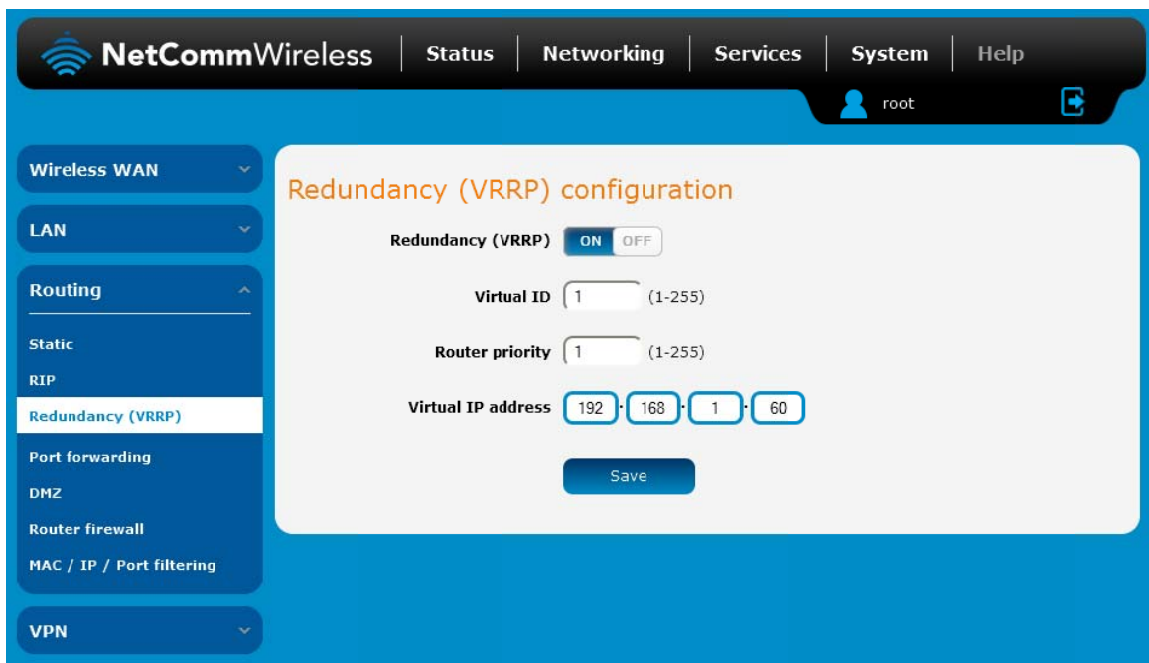 NetCommWireless Status Networking Services System Help
root
Wireless WAN
LAN
Routing
Static
RIP
Redundancy (VRRP)
Port forwarding
DMZ
Router firewall
MAC / IP / Port filtering
VPN
Redundancy (VRRP) configuration
Redundancy (VRRP) ON OFF
Virtual ID 1 (1-255)
Router priority 1 (1-255)
Virtual IP address 192 · 168 · 1 · 60
Save